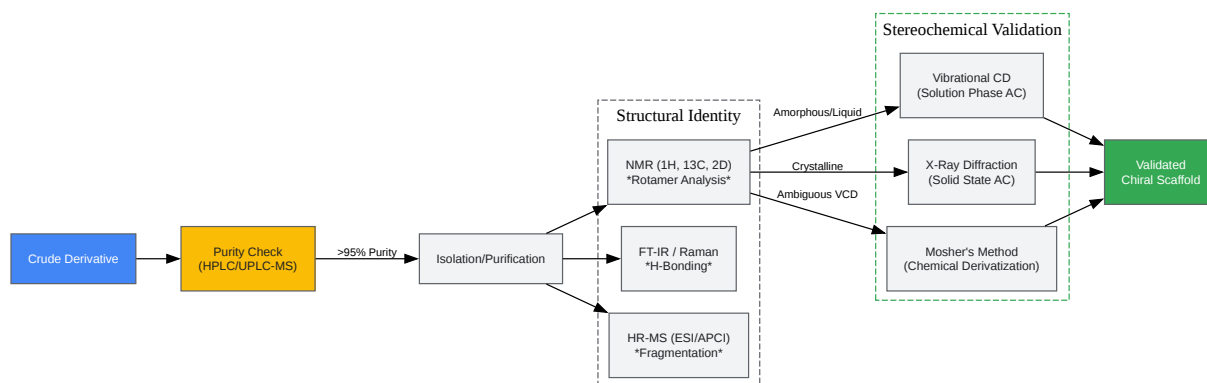 Crude Derivative
Purity Check
(HPLC/UPLC-MS)
>95% Purity
Isolation/Purification
Structural Identity
NMR (1H, 13C, 2D)
*Rotamer Analysis*
FT-IR / Raman
*H-Bonding*
HR-MS (ESI/APCI)
*Fragmentation*
Amorphous/Liquid
Crystalline
Ambiguous VCD
Stereochemical Validation
Vibrational CD
(Solution Phase AC)
X-Ray Diffraction
(Solid State AC)
Mosher's Method
(Chemical Derivatization)
Validated
Chiral Scaffold